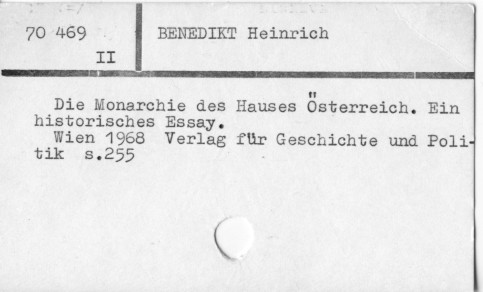 70 469
II
BENEDIKT Heinrich
Die Monarchie des Hauses Österreich. Ein
historisches Essay.
Wien 1968 Verlag für Geschichte und Poli-
tik s.255